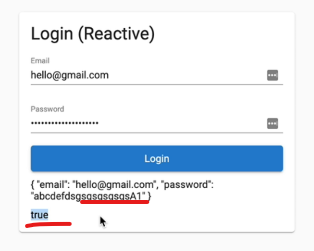 Login (Reactive)
Email
hello@gmail.com
Password
Login
{ "email": "hello@gmail.com", "password":
"abcdefdsgsgsgsgsgsA1" }
true